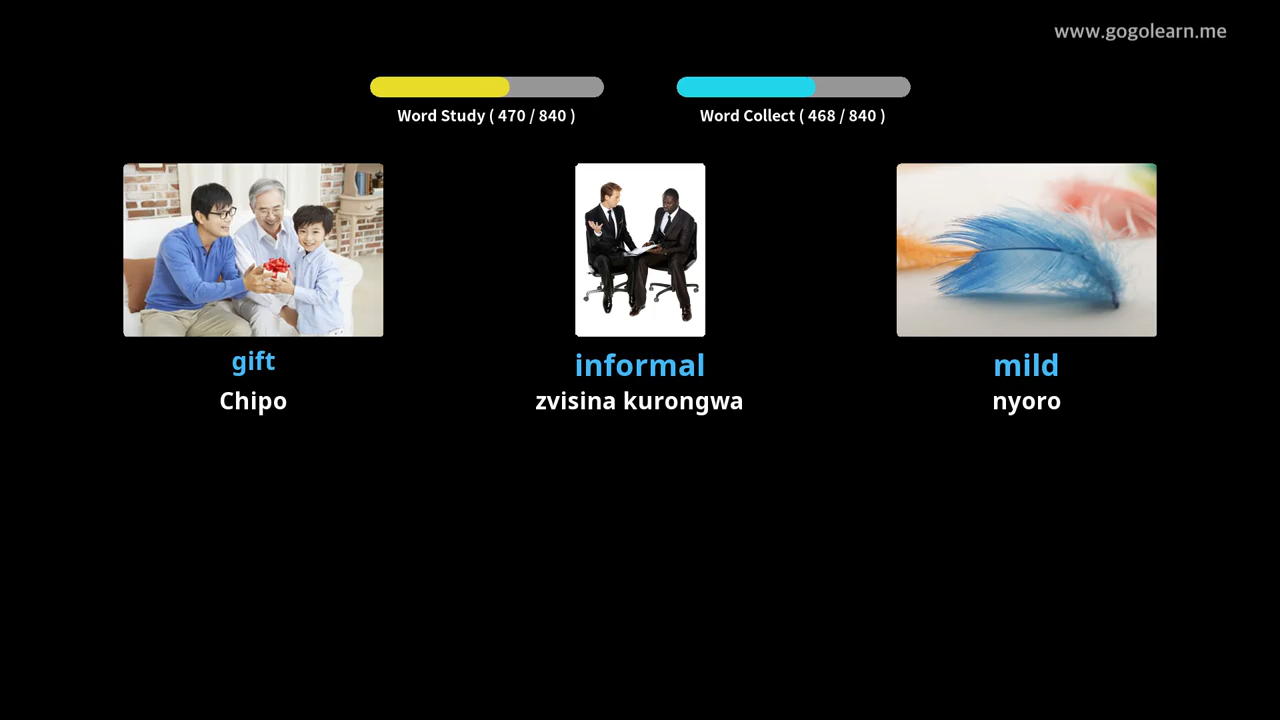 www.gogolearn.me
Word Study ( 470 / 840 )
Word Collect ( 468 / 840 )
gift
Chipo
informal
zvisina kurongwa
mild
nyoro